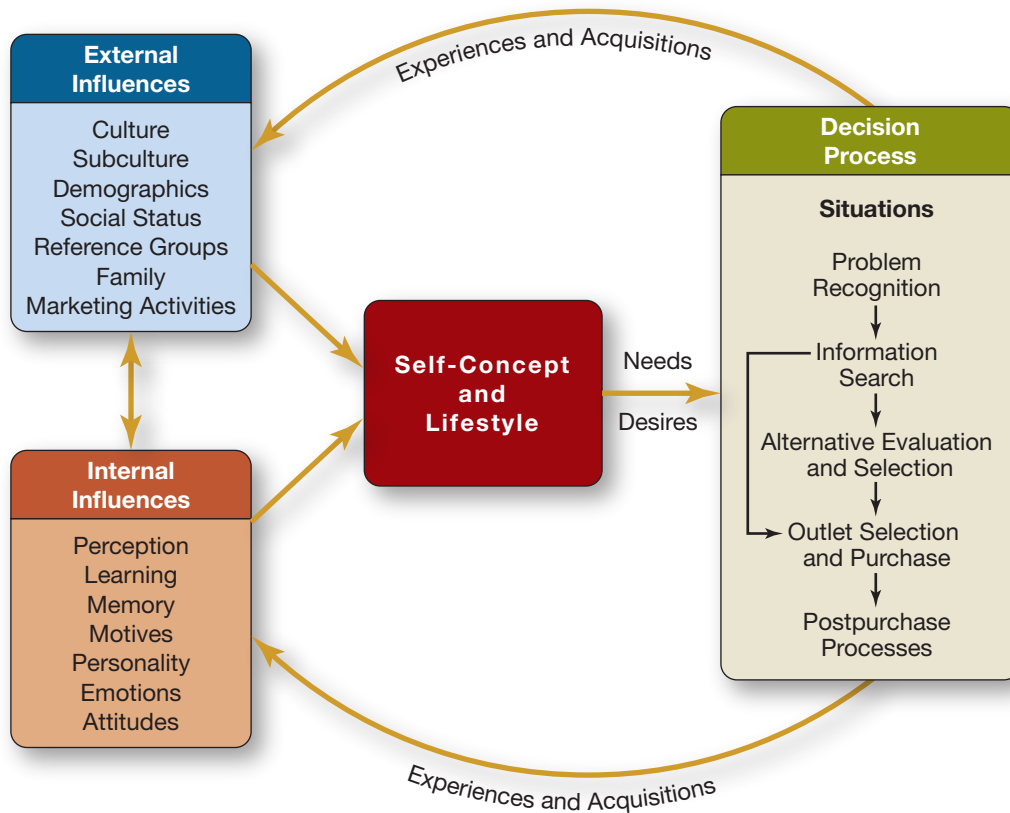 Experiences and Acquisitions
External
Influences
Culture
Subculture
Demographics
Social Status
Reference Groups
Family
Marketing Activities
Internal
Influences
Perception
Learning
Memory
Motives
Personality
Emotions
Attitudes
Self-Concept
and
Lifestyle
Needs
Desires
Decision
Process
Situations
Problem
Recognition
Information
Search
Alternative Evaluation
and Selection
Outlet Selection
and Purchase
Postpurchase
Processes
Experiences and Acquisitions